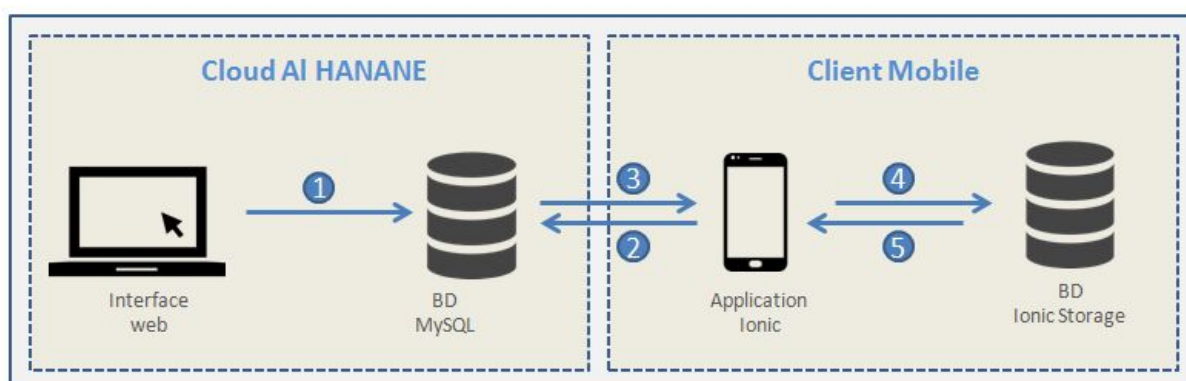 Cloud Al HANANE
Client Mobile
1
3
2
4
5
Interface
web
BD
MySQL
Application
Ionic
BD
Ionic Storage